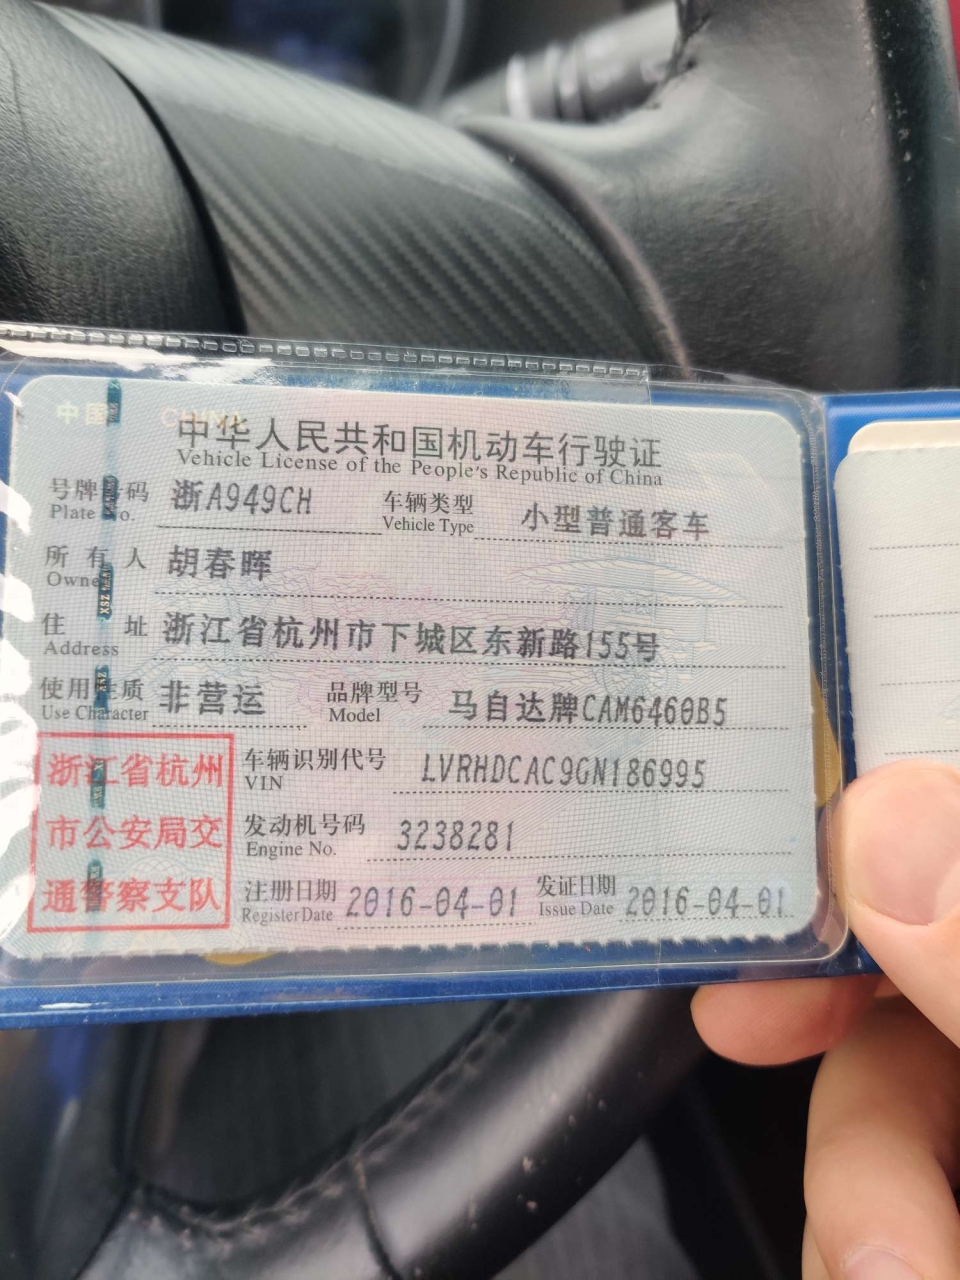 中国 CHINA
中华人民共和国机动车行驶证
Vehicle License of the People's Republic of China
号牌号码 浙A949CH 车辆类型 小型普通客车
Plate No. Vehicle Type
所有人 胡春晖
Owner
住址 浙江省杭州市下城区东新路155号
Address
使用性质 非营运 品牌型号 马自达牌CAM6460B5
Use Character Model
浙江省杭州
市公安局交
通警察支队
车辆识别代号 LVRHDCAC9GN186995
VIN
发动机号码 3238281
Engine No.
注册日期 2016-04-01 发证日期 2016-04-01
Register Date Issue Date
XSZ
XSZ